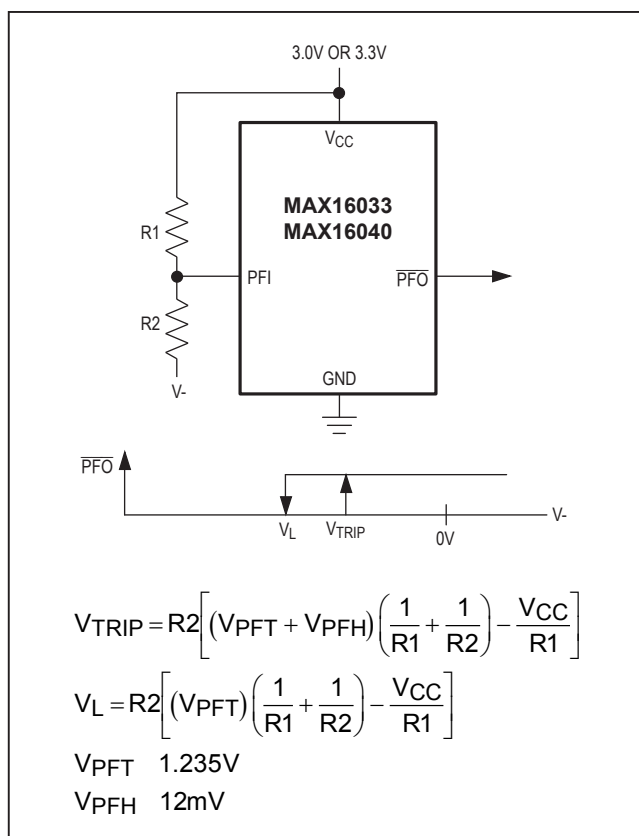 3.0V OR 3.3V
VCC
MAX16033
MAX16040
R1
PFI
PFO
R2
V-
GND
PFO
VL
VTRIP
0V
V-
VTRIP = R2[(VPFT + VPFH)(1/R1 + 1/R2) − VCC/R1]
VL = R2[(VPFT)(1/R1 + 1/R2) − VCC/R1]
VPFT 1.235V
VPFH 12mV